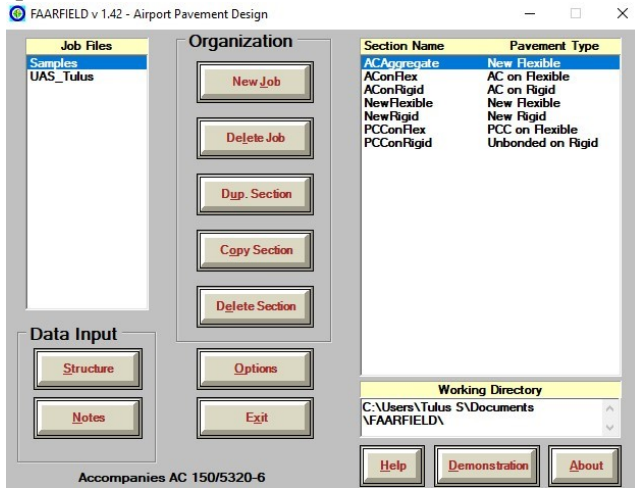 FAARFIELD v 1.42 - Airport Pavement Design
Job Files
Samples
UAS_Tulus
Organization
New Job
Delete Job
Dup. Section
Copy Section
Delete Section
Section Name Pavement Type
ACAggregate New Flexible
AConFlex AC on Flexible
AConRigid AC on Rigid
NewFlexible New Flexible
NewRigid New Rigid
PCConFlex PCC on Flexible
PCConRigid Unbonded on Rigid
Data Input
Structure
Notes
Options
Exit
Working Directory
C:\Users\Tulus S\Documents
\FAARFIELD\
Accompanies AC 150/5320-6
Help
Demonstration
About